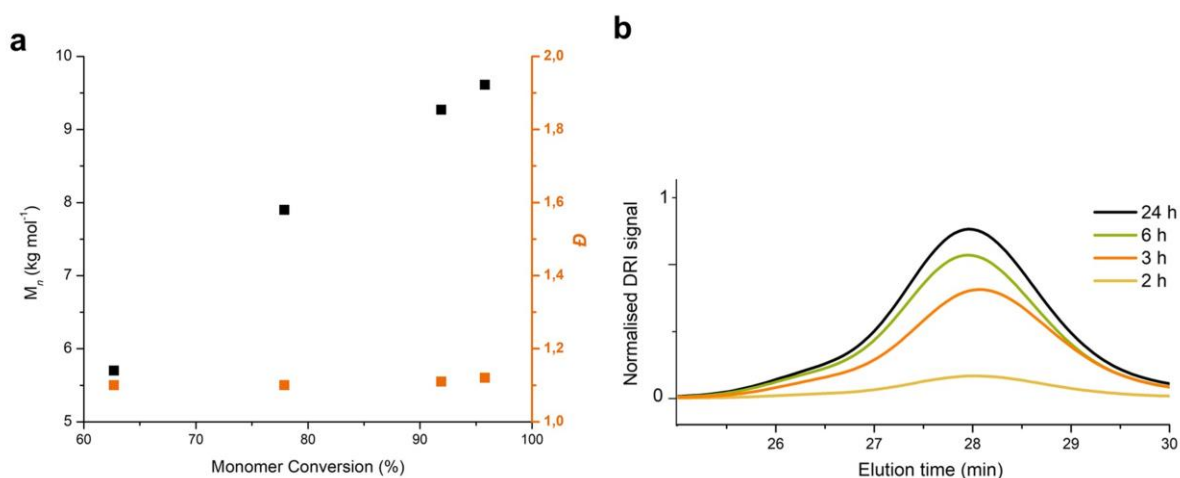 a
10
9
8
7
6
5
Mn (kg mol⁻¹)
60
70
80
90
100
Monomer Conversion (%)
2,0
1,8
1,6
1,4
1,2
1,0
Đ
b
1
0
Normalised DRI signal
24 h
6 h
3 h
2 h
26
27
28
29
30
Elution time (min)